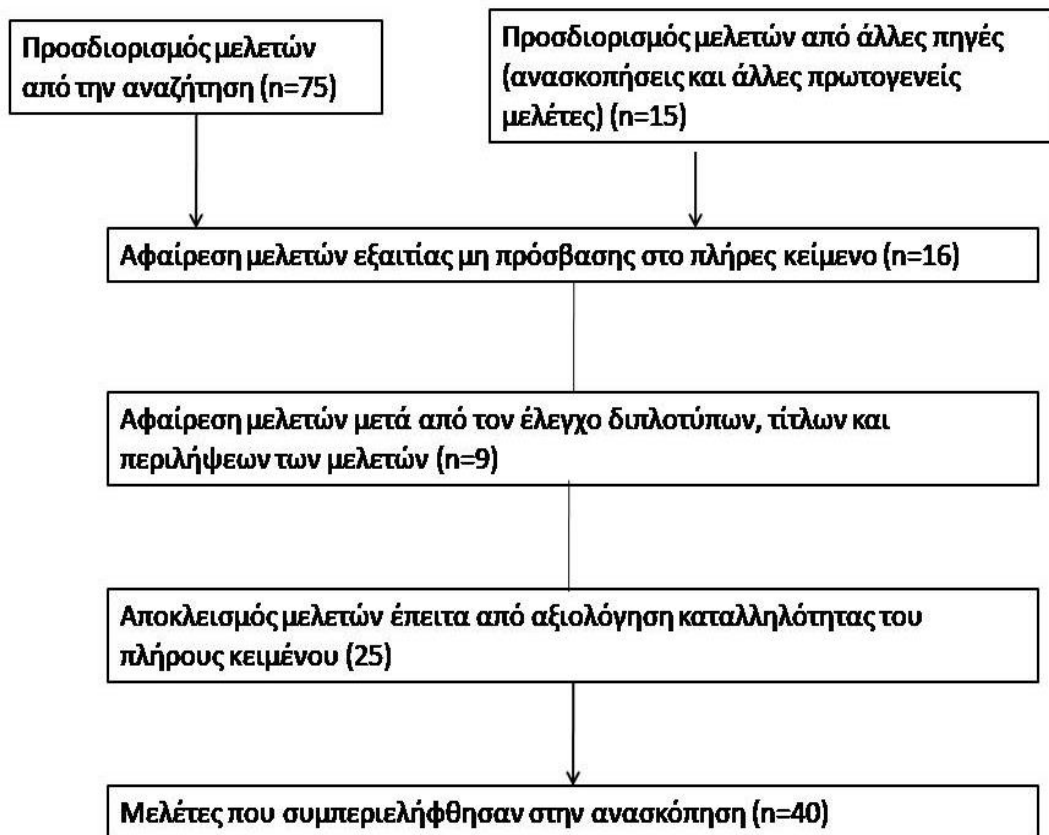 Προσδιορισμός μελετών
από την αναζήτηση (n=75)
Προσδιορισμός μελετών από άλλες πηγές
(ανασκοπήσεις και άλλες πρωτογενείς
μελέτες) (n=15)
Αφαίρεση μελετών εξαιτίας μη πρόσβασης στο πλήρες κείμενο (n=16)
Αφαίρεση μελετών μετά από τον έλεγχο διπλοτύπων, τίτλων και
περιλήψεων των μελετών (n=9)
Αποκλεισμός μελετών έπειτα από αξιολόγηση καταλληλότητας του
πλήρους κειμένου (25)
Μελέτες που συμπεριελήφθησαν στην ανασκόπηση (n=40)